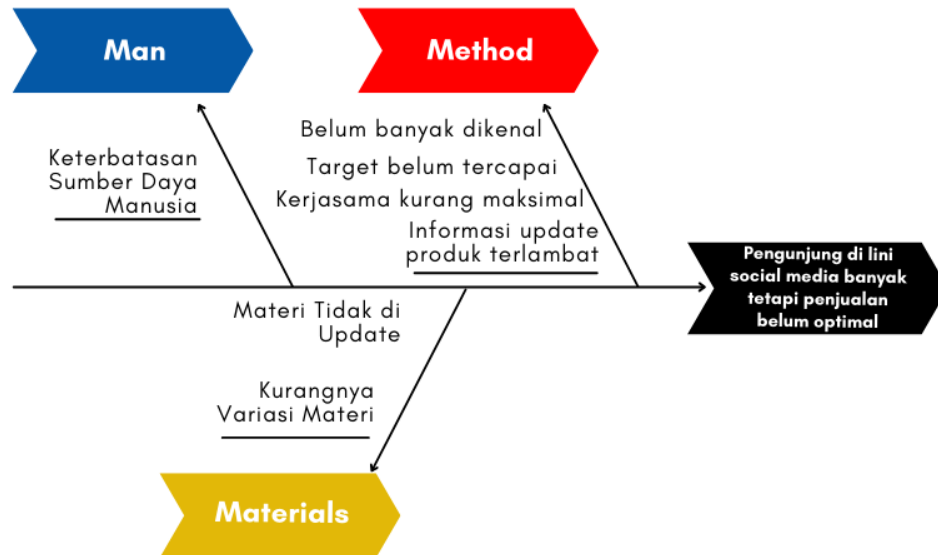 Man
Method
Belum banyak dikenal
Target belum tercapai
Kerjasama kurang maksimal
Informasi update
produk terlambat
Keterbatasan
Sumber Daya
Manusia
Pengunjung di lini
social media banyak
tetapi penjualan
belum optimal
Materi Tidak di
Update
Kurangnya
Variasi Materi
Materials